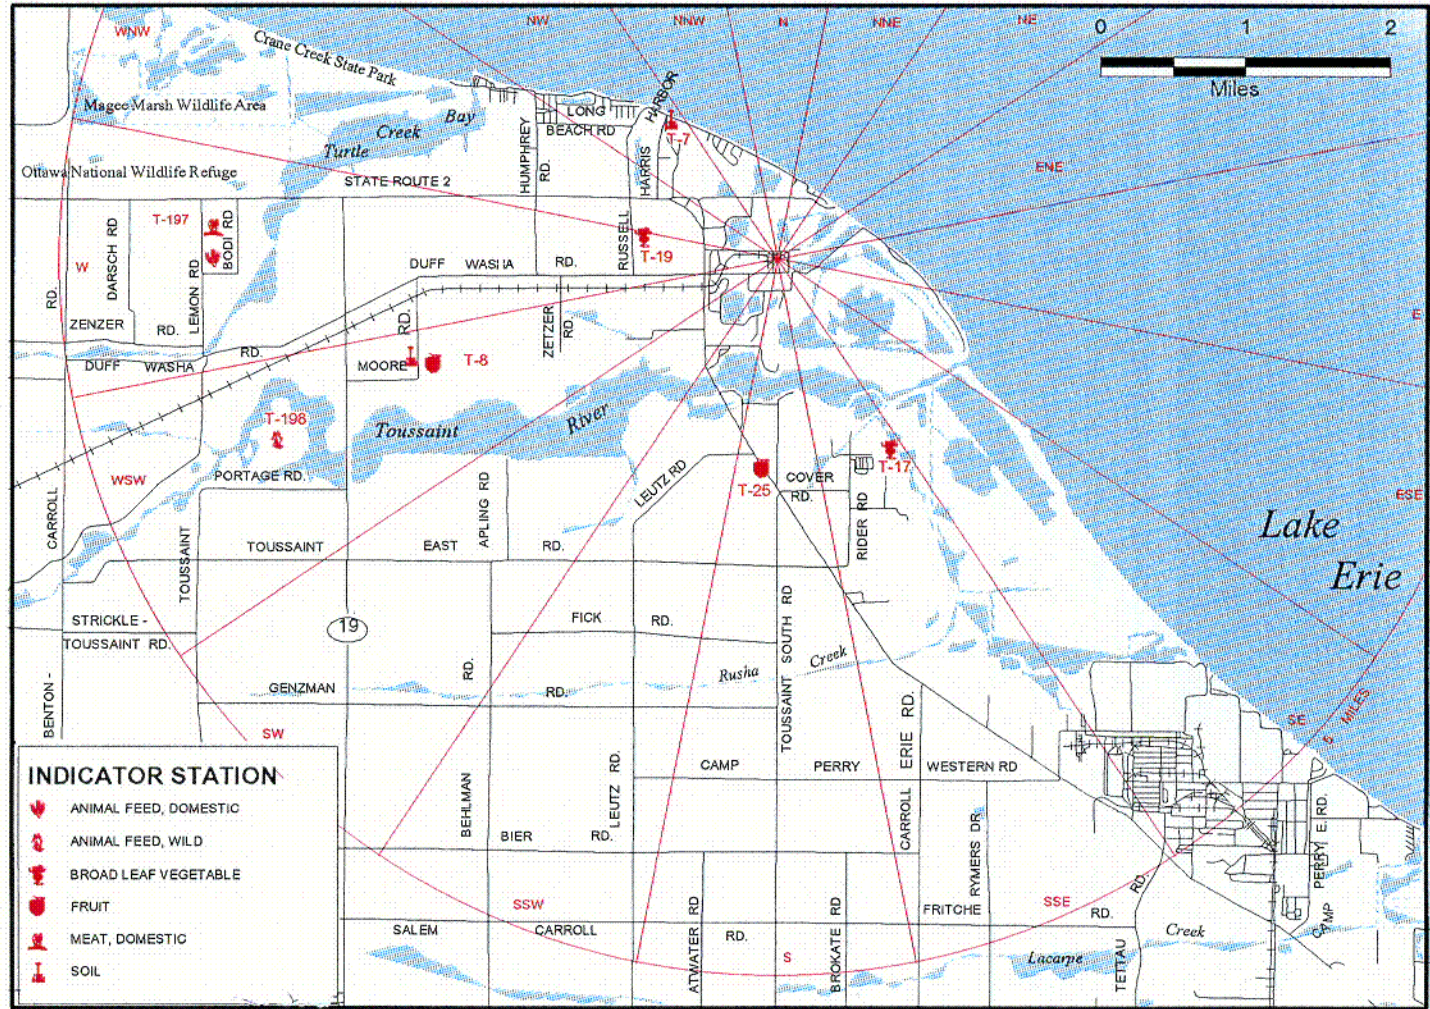 WNW
NW
NNW
N
NNE
NE
0 1 2
Miles
Crane Creek State Park
Magee Marsh Wildlife Area
Turtle Creek Bay
LONG
BEACH RD
HARBOR
HARRIS
T-7
HUMPHREY
RD.
ENE
Ottawa National Wildlife Refuge
STATE ROUTE 2
T-197
DARSCH RD
LEMON RD
BODI RD
W
RUSSELL
T-19
DUFF WASHA RD.
RD.
ZENZER RD.
RD.
ZETZER
RD.
E
DUFF WASHA
RD.
MOORE
T-8
T-198
Toussaint River
WSW
PORTAGE RD.
LEUTZ RD
T-25
COVER
RD.
T-17
ESE
CARROLL
TOUSSAINT
TOUSSAINT EAST RD.
APLING RD
RIDER RD
Lake
Erie
STRICKLE -
TOUSSAINT RD.
19
FICK RD.
TOUSSAINT SOUTH RD
Rusha Creek
BENTON -
GENZMAN RD.
RD.
SW
SE
5 MILES
CAMP PERRY WESTERN RD
ERIE RD.
CARROLL
BEHLMAN
LEUTZ RD.
BIER RD.
RYMERS DR.
PERRY E. RD.
CAMP
SSW
SSE
S
FRITCHE RD.
RD.
SALEM CARROLL RD.
ATWATER RD
BROKATE RD
TETTAU
Lacarpe Creek
INDICATOR STATION
ANIMAL FEED, DOMESTIC
ANIMAL FEED, WILD
BROAD LEAF VEGETABLE
FRUIT
MEAT, DOMESTIC
SOIL